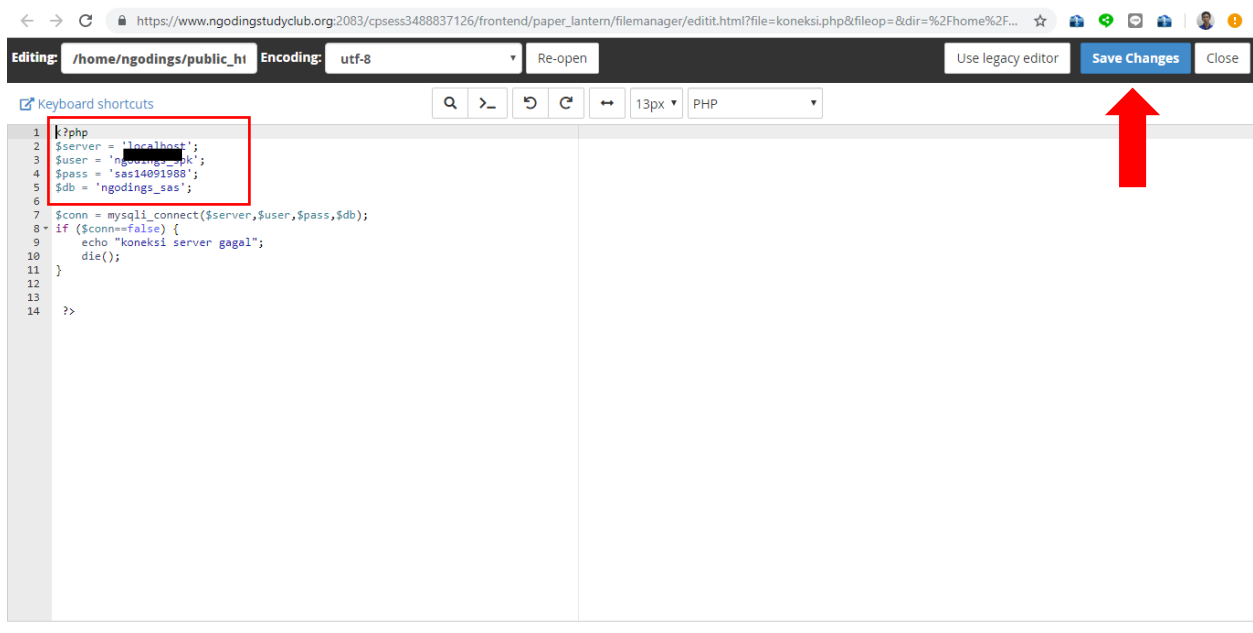 https://www.ngodingstudyclub.org:2083/cpsess3488837126/frontend/paper_lantern/filemanager/editit.html?file=koneksi.php&fileop=&dir=%2Fhome%2F...
Editing: /home/ngodings/public_ht Encoding: utf-8 Re-open Use legacy editor Save Changes Close
Keyboard shortcuts 13px PHP
1 <?php
2 $server = 'localhost';
3 $user = 'ngodings_spk';
4 $pass = 'sas14091988';
5 $db = 'ngodings_sas';
6
7 $conn = mysqli_connect($server,$user,$pass,$db);
8 if ($conn==false) {
9 echo "koneksi server gagal";
10 die();
11 }
12
13
14 ?>